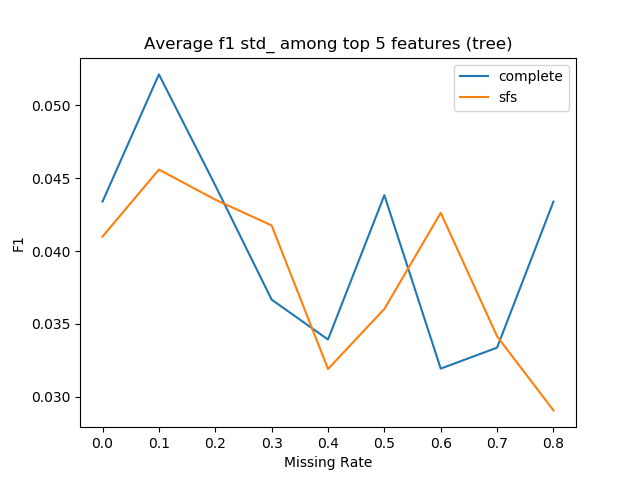 Average f1 std_ among top 5 features (tree)
complete
sfs
0.050
0.045
0.040
0.035
0.030
F1
0.0 0.1 0.2 0.3 0.4 0.5 0.6 0.7 0.8
Missing Rate